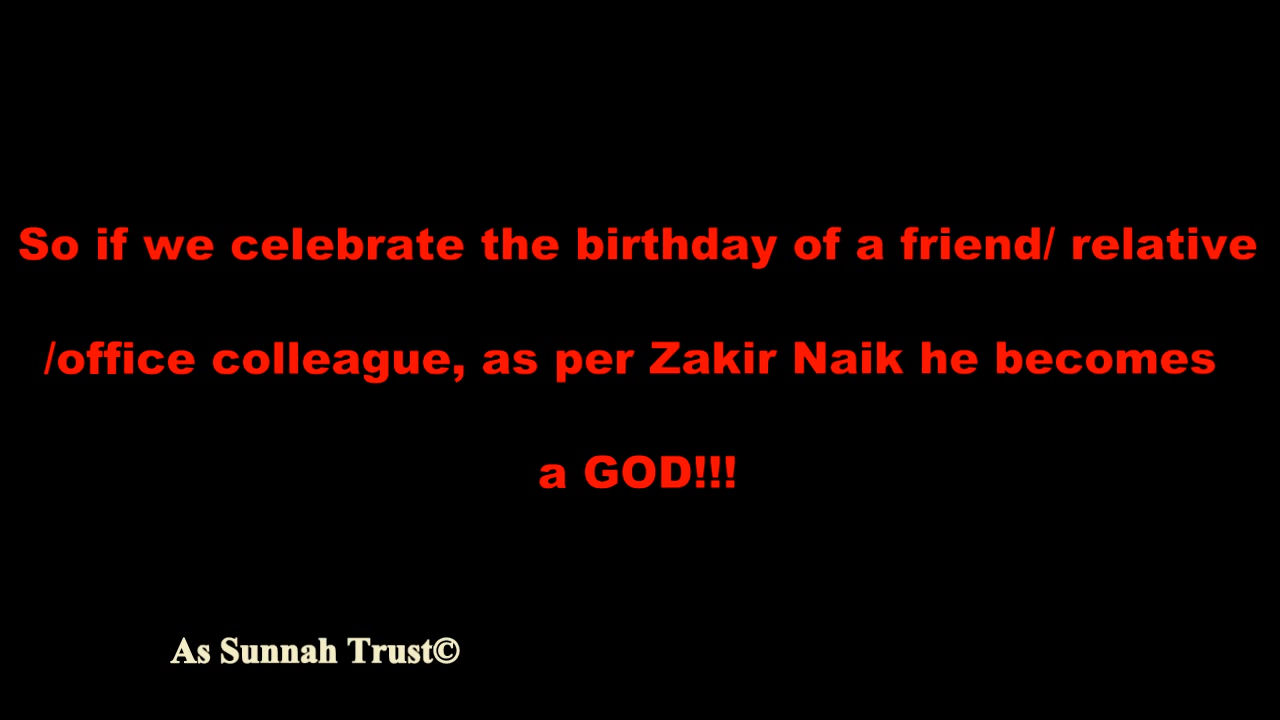 So if we celebrate the birthday of a friend/ relative
/office colleague, as per Zakir Naik he becomes
a GOD!!!
As Sunnah Trust©